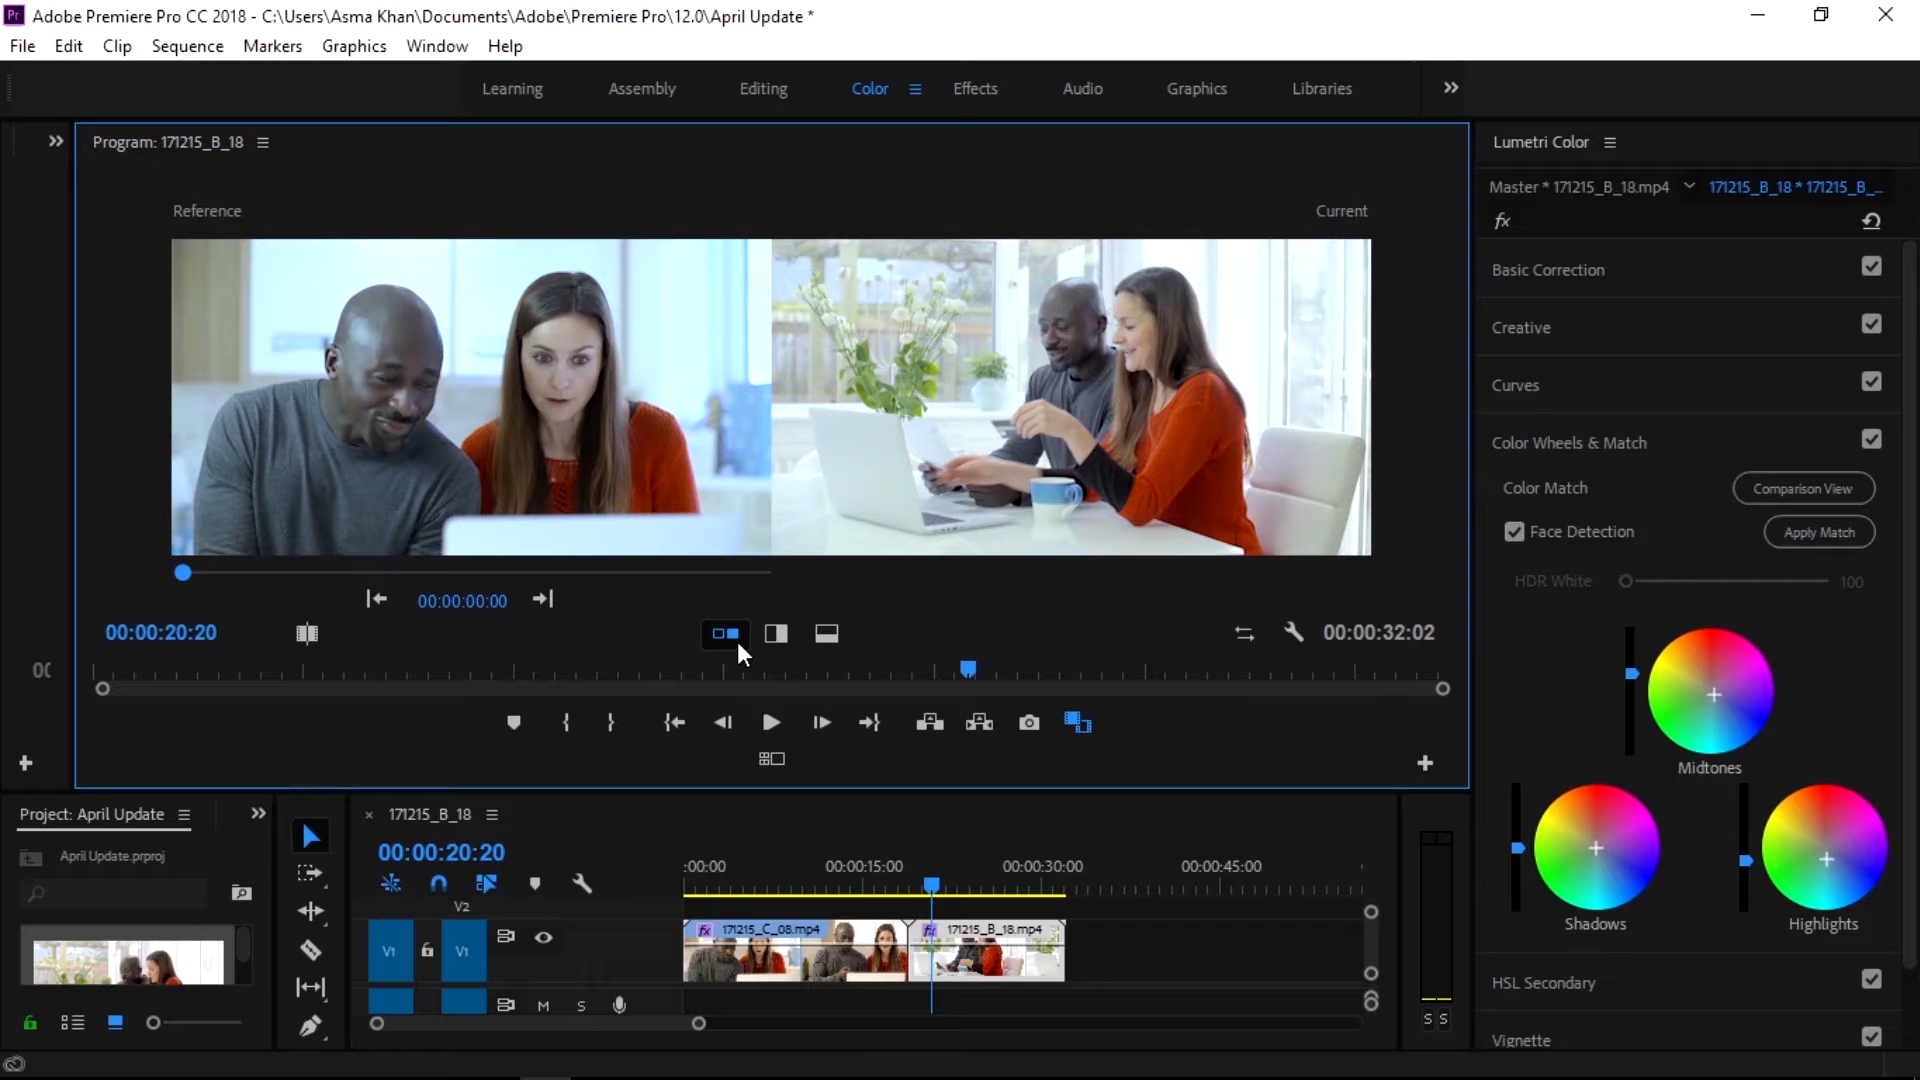 Pr Adobe Premiere Pro CC 2018 - C:\Users\Asma Khan\Documents\Adobe\Premiere Pro\12.0\April Update *
File Edit Clip Sequence Markers Graphics Window Help
Learning Assembly Editing Color Effects Audio Graphics Libraries
Program: 171215_B_18
Lumetri Color
Master * 171215_B_18.mp4 171215_B_18 * 171215_B_...
fx
Reference Current
Basic Correction
Creative
Curves
Color Wheels & Match
Color Match Comparison View
Face Detection Apply Match
HDR White 100
00:00:00:00
00:00:20:20 00:00:32:02
Midtones
Shadows Highlights
HSL Secondary
Vignette
Project: April Update
April Update.prproj
171215_B_18
00:00:20:20
:00:00 00:00:15:00 00:00:30:00 00:00:45:00
V2
V1 V1
fx 171215_C_08.mp4 fx 171215_B_18.mp4
M S
S S